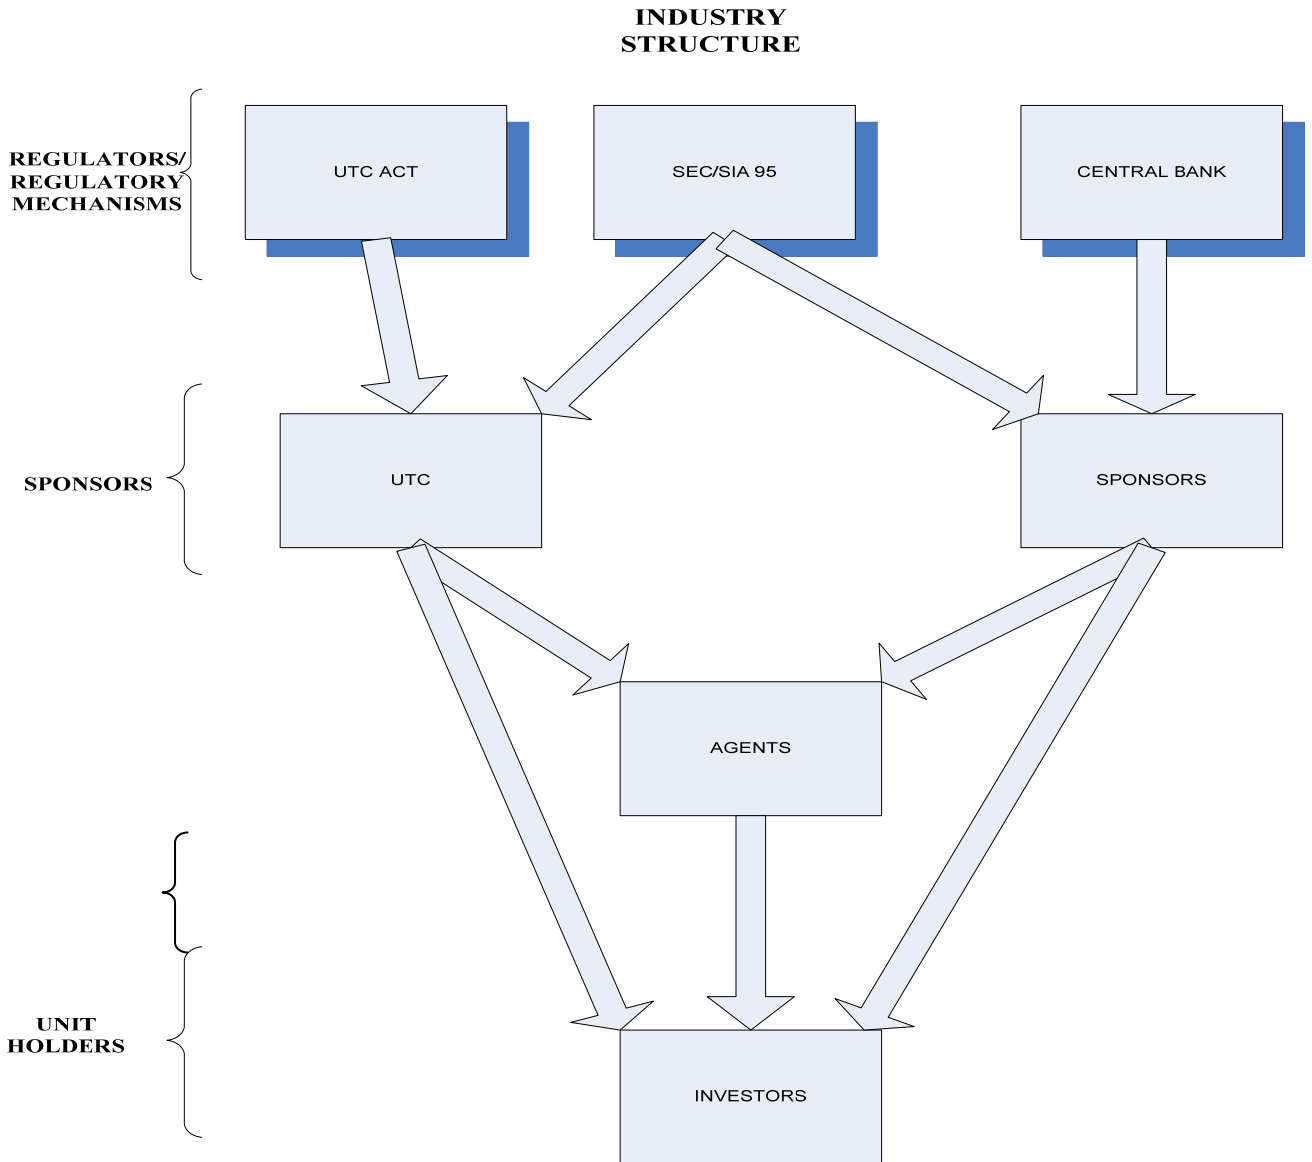 INDUSTRY
STRUCTURE
REGULATORS/
REGULATORY
MECHANISMS
UTC ACT
SEC/SIA 95
CENTRAL BANK
SPONSORS
UTC
SPONSORS
AGENTS
UNIT
HOLDERS
INVESTORS